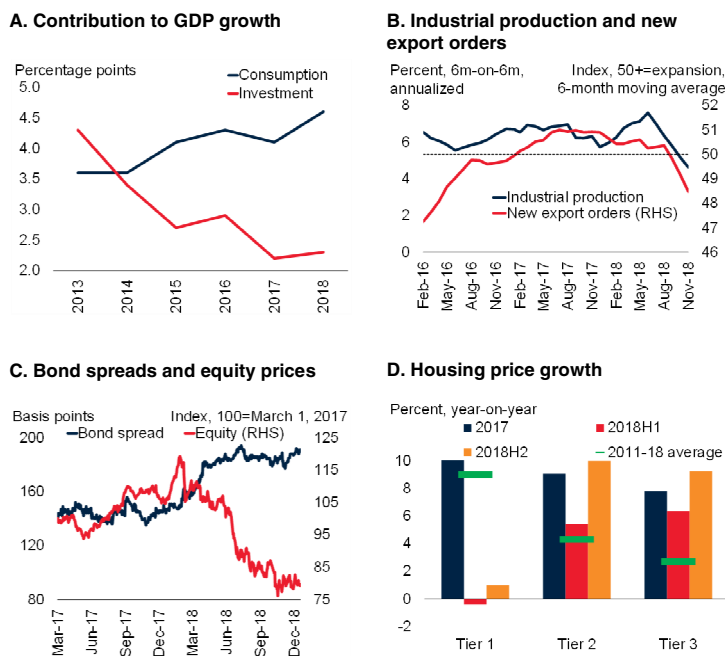 A. Contribution to GDP growth
Percentage points
Consumption
Investment
5.0
4.5
4.0
3.5
3.0
2.5
2.0
2013
2014
2015
2016
2017
2018
B. Industrial production and new
export orders
Percent, 6m-on-6m,
annualized
Index, 50+=expansion,
6-month moving average
8
6
4
2
0
52
51
50
49
48
47
46
Industrial production
New export orders (RHS)
Feb-16
May-16
Aug-16
Nov-16
Feb-17
May-17
Aug-17
Nov-17
Feb-18
May-18
Aug-18
Nov-18
C. Bond spreads and equity prices
Basis points
Index, 100=March 1, 2017
Bond spread
Equity (RHS)
200
160
120
80
125
115
105
95
85
75
Mar-17
Jun-17
Sep-17
Dec-17
Mar-18
Jun-18
Sep-18
Dec-18
D. Housing price growth
Percent, year-on-year
2017
2018H1
2018H2
2011-18 average
10
8
6
4
2
0
-2
Tier 1
Tier 2
Tier 3